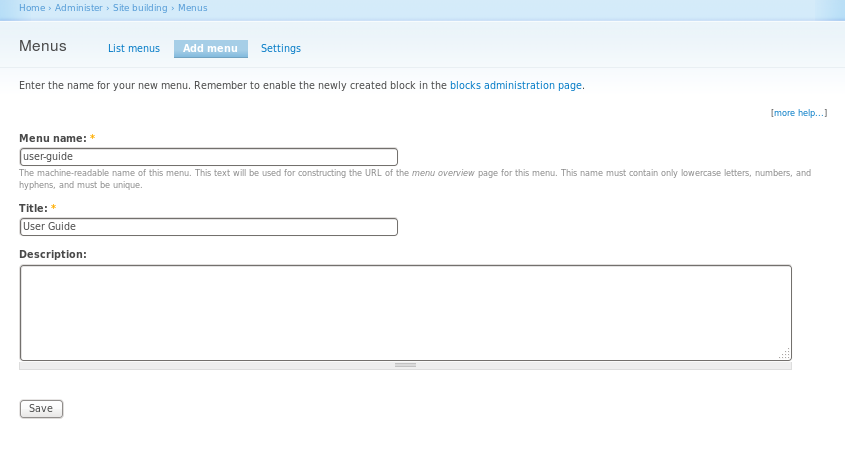 Home › Administer › Site building › Menus
Menus List menus Add menu Settings
Enter the name for your new menu. Remember to enable the newly created block in the blocks administration page.
[more help...]
Menu name: *
user-guide
The machine-readable name of this menu. This text will be used for constructing the URL of the menu overview page for this menu. This name must contain only lowercase letters, numbers, and
hyphens, and must be unique.
Title: *
User Guide
Description:
Save